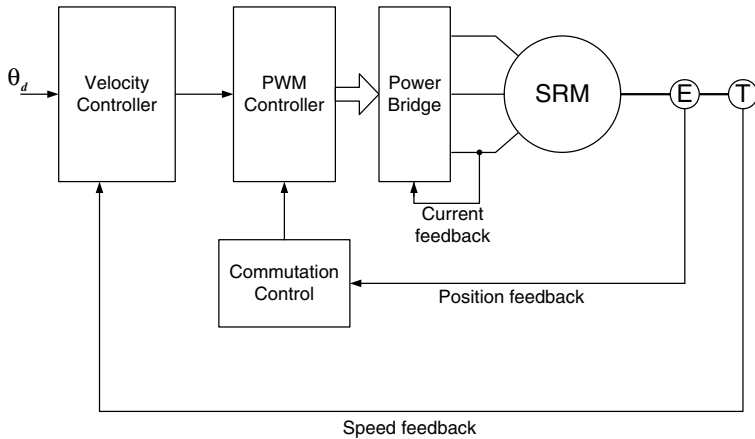 θd
Velocity
Controller
PWM
Controller
Power
Bridge
SRM
E
T
Current
feedback
Commutation
Control
Position feedback
Speed feedback